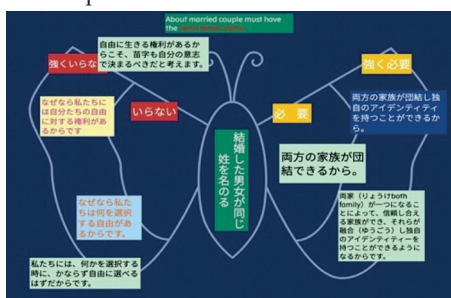 About married couple must have
the
強くいらない
自由に生きる権利があるか
らこそ、苗字も自分の意志
で決まるべきだと考えます。
強く必要
なぜなら私たちに
は自分たちの自由
に対する権利があ
るからです
いらない
必要
両方の家族が団結し独
自のアイデンティティ
を持つことができるか
ら。
結婚した男女が同じ
姓を名のる
両方の家族が団
結できるから。
なぜなら私た
ちは何を選択
する自由があ
るからです。
両家（りょうけboth
family）が一つになるこ
とによって、信頼し合え
る家族ができ、それらが
融合（ゆうごう）し独自
のアイデンティティーを
持つことができるように
なるからです。
私たちには、何かを選択する
時に、かならず自由に選べる
はずだからです。